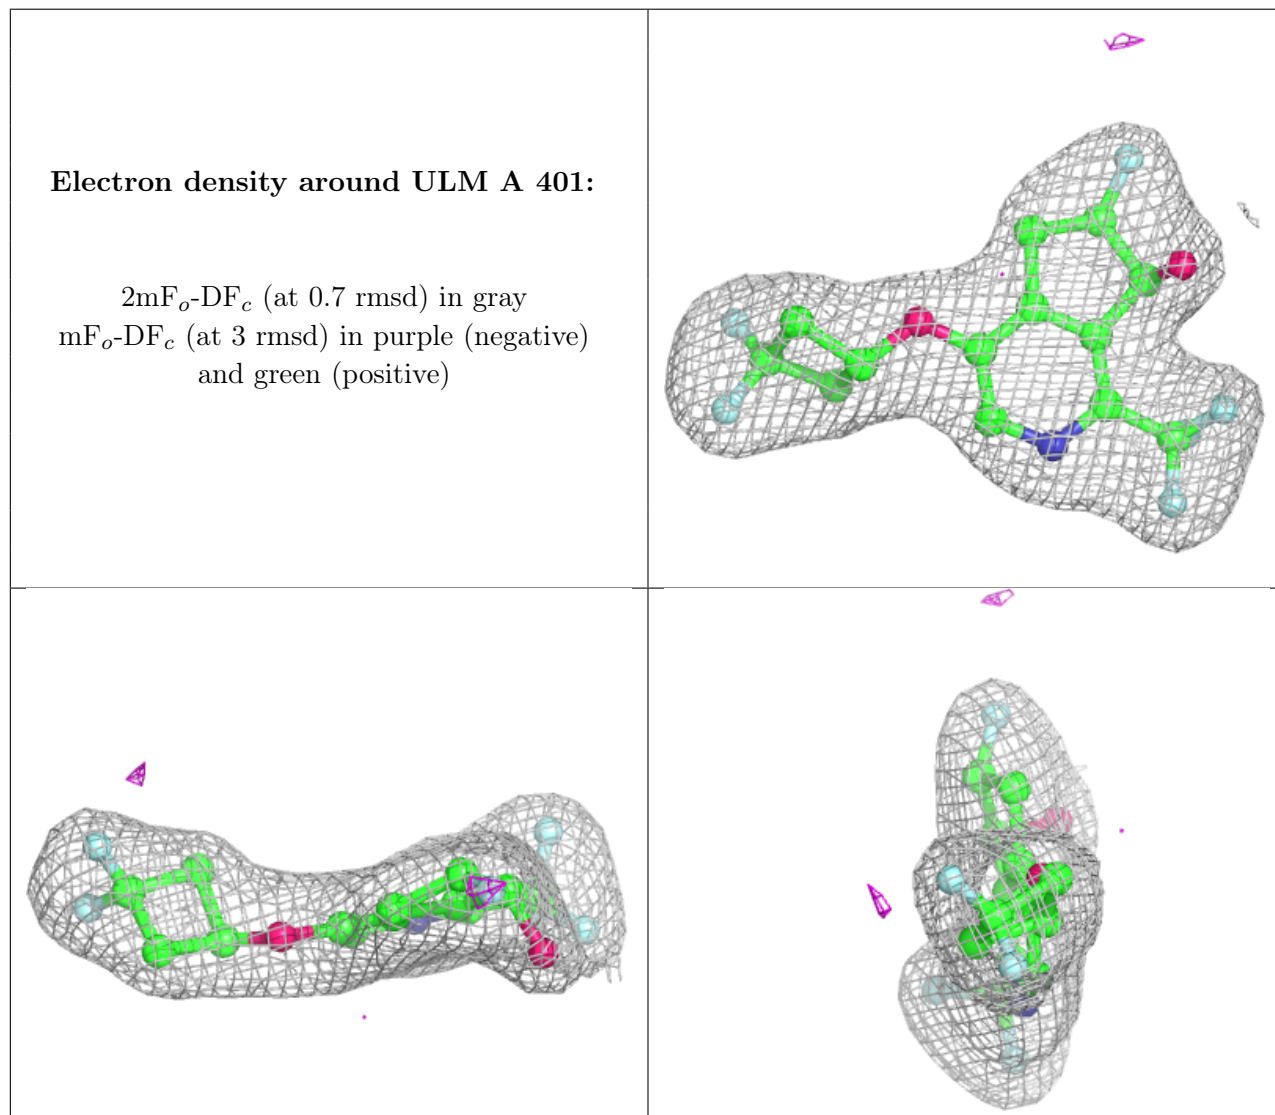 Electron density around ULM A 401:
2mFₒ-DF𝒸 (at 0.7 rmsd) in gray
mFₒ-DF𝒸 (at 3 rmsd) in purple (negative)
and green (positive)